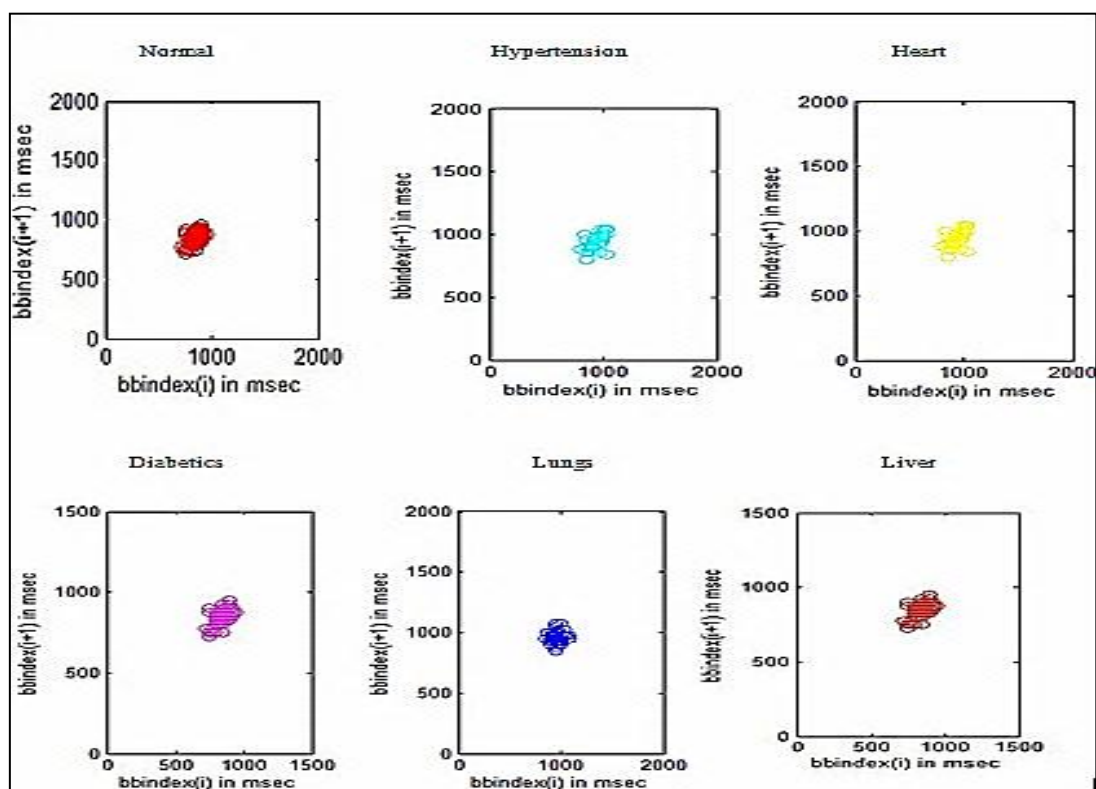 Normal
Hypertension
Heart
2000
1500
1000
500
0
bbindex(i+1) in msec
0 1000 2000
bbindex(i) in msec
2000
1500
1000
500
0
bbindex(i+1) in msec
0 1000 2000
bbindex(i) in msec
2000
1500
1000
500
0
bbindex(i+1) in msec
0 1000 2000
bbindex(i) in msec
Diabetics
Lungs
Liver
1500
1000
500
0
bbindex(i+1) in msec
0 500 1000 1500
bbindex(i) in msec
2000
1500
1000
500
0
bbindex(i+1) in msec
0 1000 2000
bbindex(i) in msec
1500
1000
500
0
bbindex(i+1) in msec
0 500 1000 1500
bbindex(i) in msec